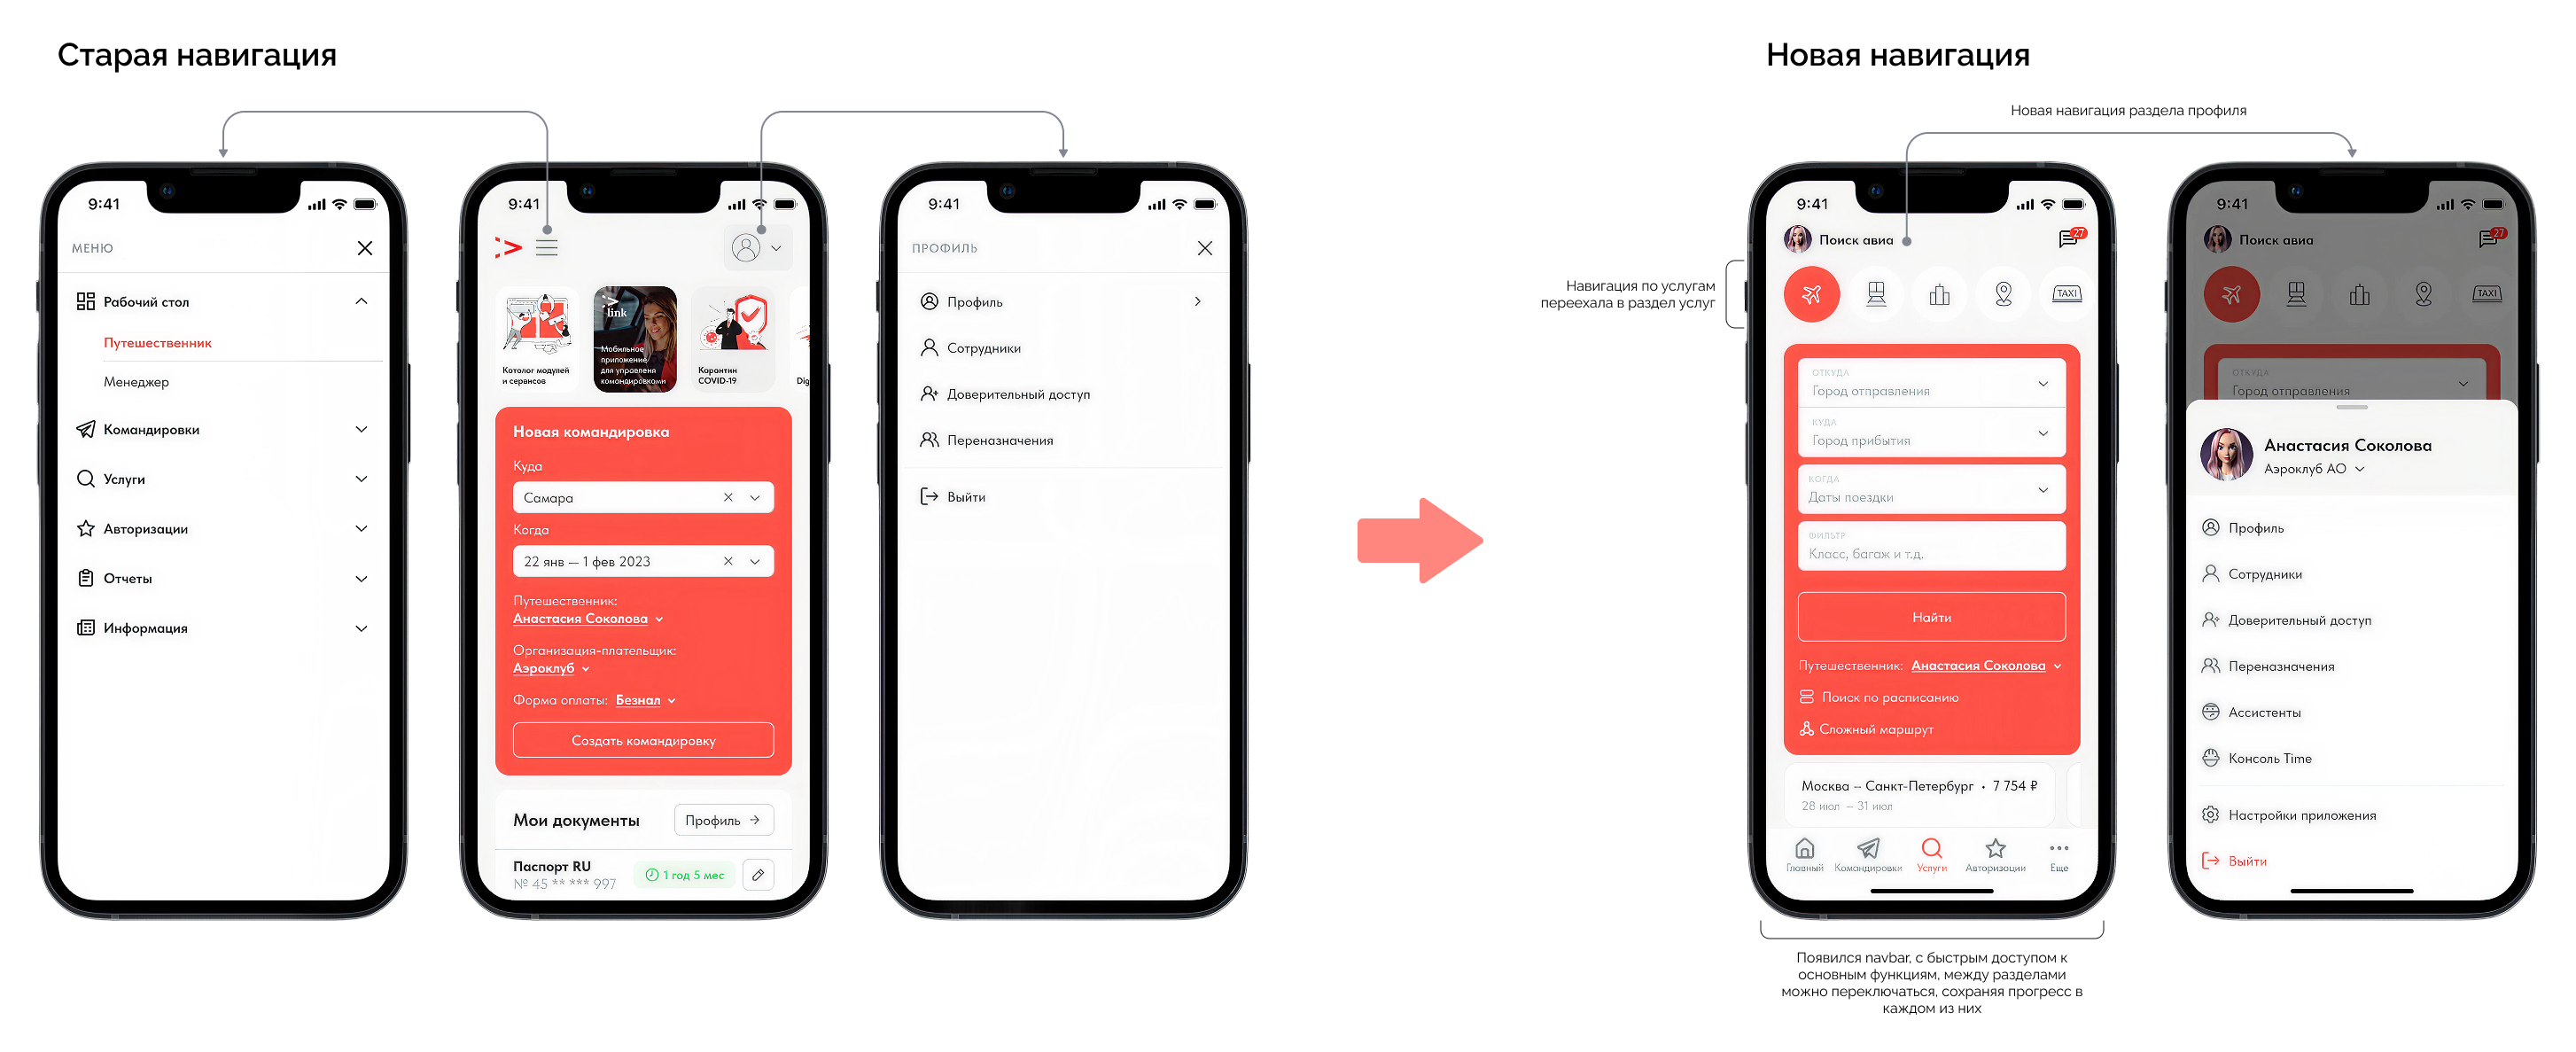 Старая навигация
Новая навигация
Новая навигация раздела профиля
9:41
МЕНЮ
Рабочий стол
Путешественник
Менеджер
Командировки
Услуги
Авторизации
Отчеты
Информация
9:41
Католог модулей
и сервисов
link
Мобильное
приложение
для управленя
командировками
Карантин
COVID-19
Dig
Новая командировка
Куда
Самара
Когда
22 янв — 1 фев 2023
Путешественник:
Анастасия Соколова
Организация-плательщик:
Аэроклуб
Форма оплаты: Безнал
Создать командировку
Мои документы
Профиль
Паспорт RU
№ 45 ** *** 997
1 год 5 мес
9:41
ПРОФИЛЬ
Профиль
Сотрудники
Доверительный доступ
Переназначения
Выйти
Навигация по услугам
переехала в раздел услуг
9:41
Поиск авиа
27
TAXI
ОТКУДА
Город отправления
КУДА
Город прибытия
КОГДА
Даты поездки
ФИЛЬТР
Класс, багаж и т.д.
Найти
Путешественник: Анастасия Соколова
Поиск по расписанию
Сложный маршрут
Москва – Санкт-Петербург • 7 754 ₽
28 июл – 31 июл
Главный
Командировки
Услуги
Авторизации
Еще
Появился navbar, с быстрым доступом к
основным функциям, между разделами
можно переключаться, сохраняя прогресс в
каждом из них
9:41
Поиск авиа
27
TAXI
ОТКУДА
Город отправления
Анастасия Соколова
Аэроклуб АО
Профиль
Сотрудники
Доверительный доступ
Переназначения
Ассистенты
Консоль Time
Настройки приложения
Выйти